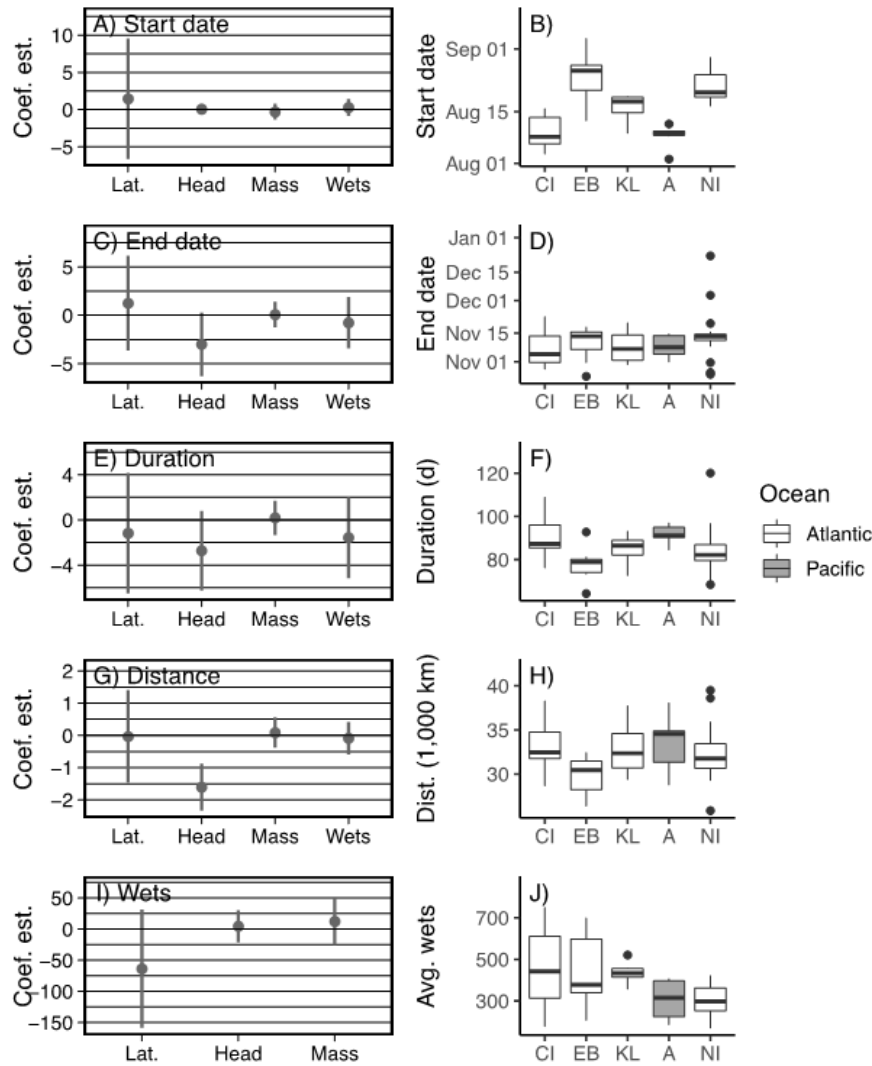 A) Start date
Coef. est.
10
5
0
−5
Lat. Head Mass Wets
B)
Start date
Sep 01
Aug 15
Aug 01
CI EB KL A NI
C) End date
Coef. est.
5
0
−5
Lat. Head Mass Wets
D)
End date
Jan 01
Dec 15
Dec 01
Nov 15
Nov 01
CI EB KL A NI
E) Duration
Coef. est.
4
0
−4
Lat. Head Mass Wets
F)
Duration (d)
120
100
80
CI EB KL A NI
Ocean
Atlantic
Pacific
G) Distance
Coef. est.
2
1
0
−1
−2
Lat. Head Mass Wets
H)
Dist. (1,000 km)
40
35
30
CI EB KL A NI
I) Wets
Coef. est.
50
0
−50
−100
−150
Lat. Head Mass
J)
Avg. wets
700
500
300
CI EB KL A NI